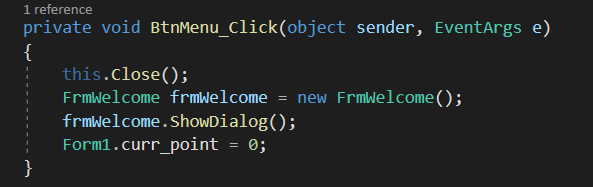 1 reference
private void BtnMenu_Click(object sender, EventArgs e)
{
    this.Close();
    FrmWelcome frmWelcome = new FrmWelcome();
    frmWelcome.ShowDialog();
    Form1.curr_point = 0;
}